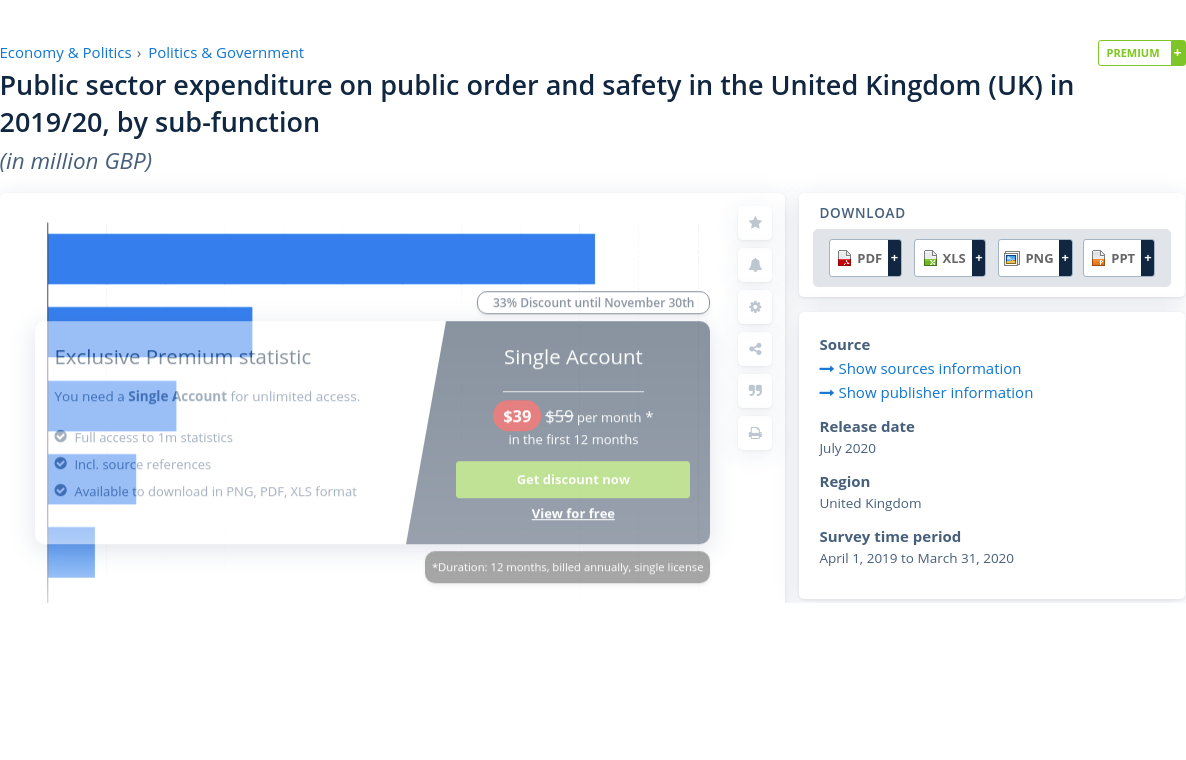 Economy & Politics › Politics & Government
PREMIUM +
Public sector expenditure on public order and safety in the United Kingdom (UK) in
2019/20, by sub-function
(in million GBP)
33% Discount until November 30th
Exclusive Premium statistic
You need a Single Account for unlimited access.
Full access to 1m statistics
Incl. source references
Available to download in PNG, PDF, XLS format
Single Account
$39 $59 per month *
in the first 12 months
Get discount now
View for free
*Duration: 12 months, billed annually, single license
DOWNLOAD
PDF + XLS + PNG + PPT +
Source
Show sources information
Show publisher information
Release date
July 2020
Region
United Kingdom
Survey time period
April 1, 2019 to March 31, 2020